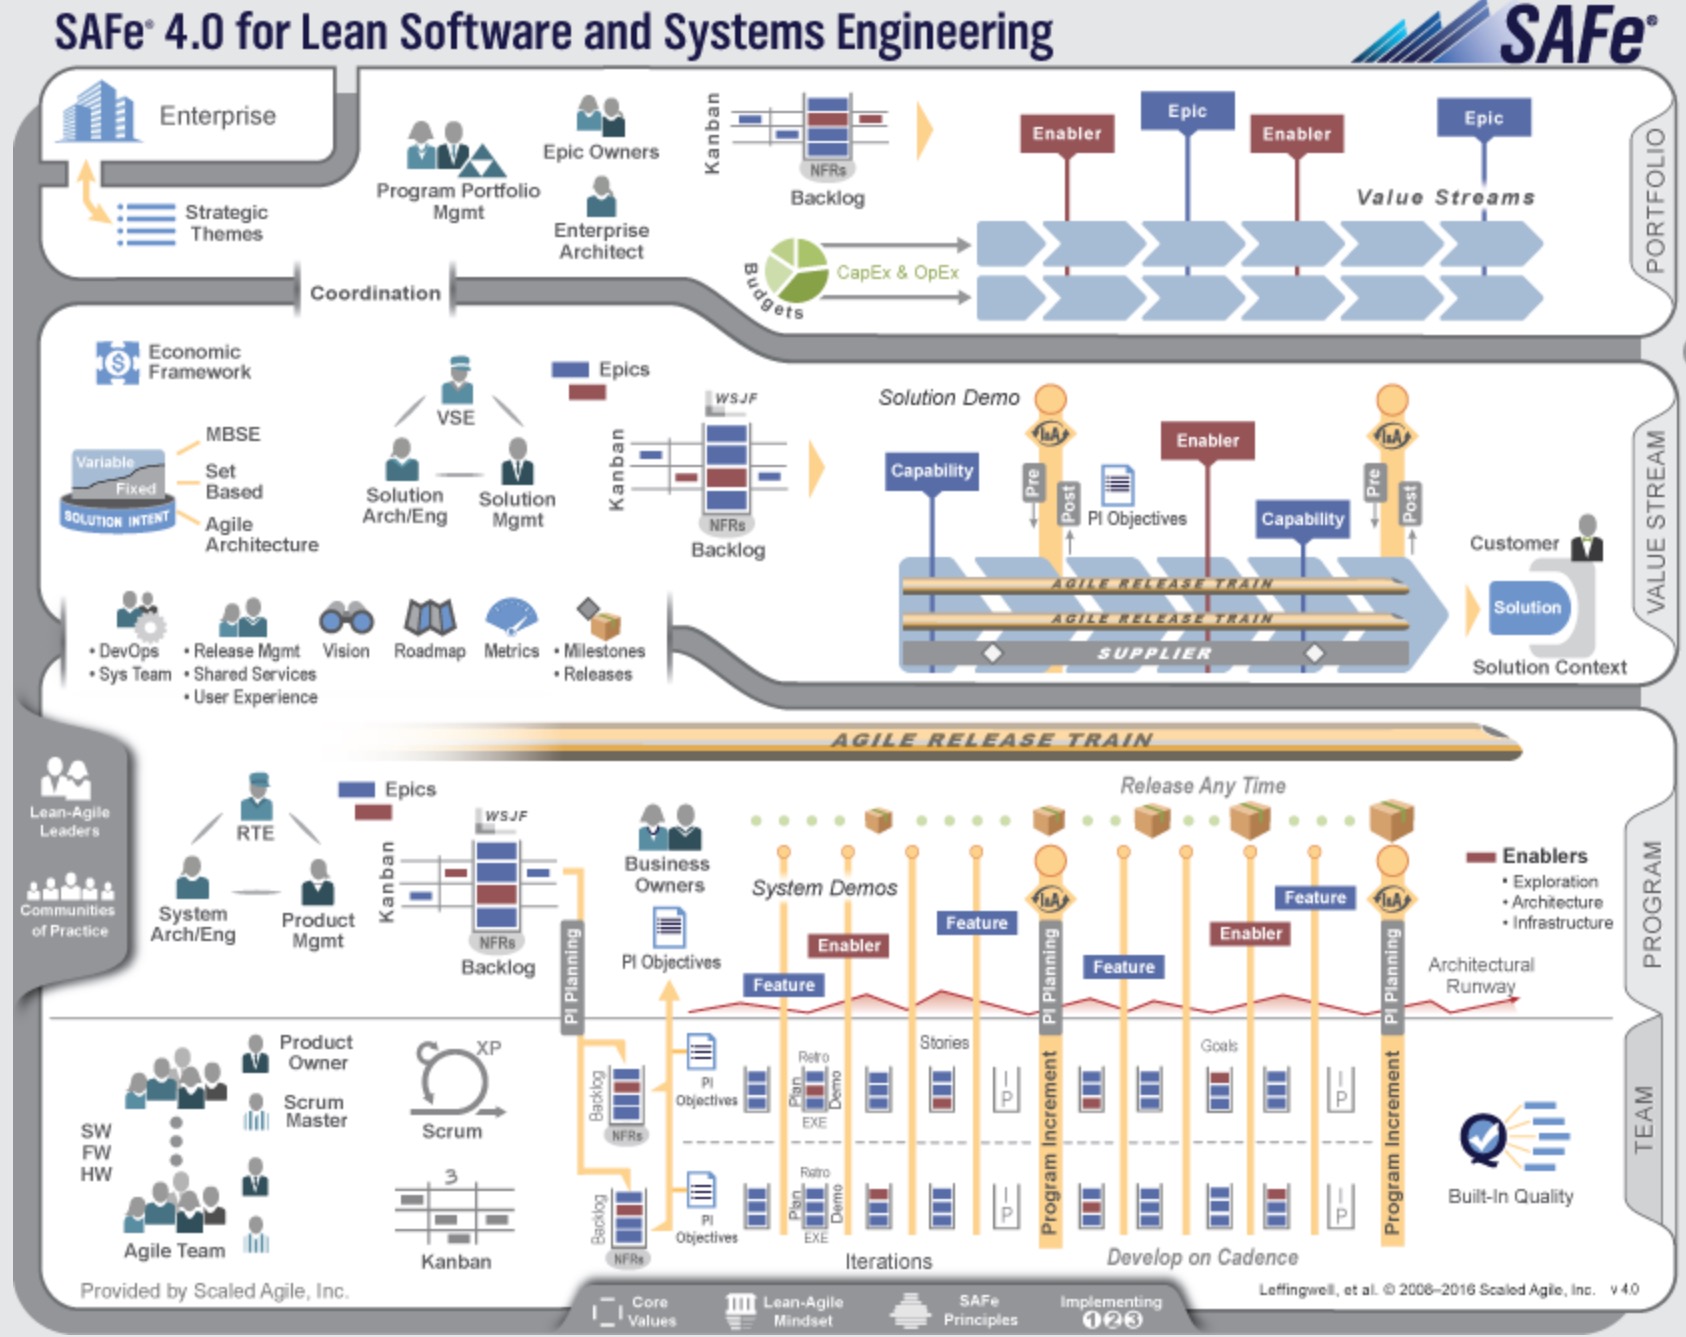 SAFe® 4.0 for Lean Software and Systems Engineering
SAFe®
Enterprise
Strategic
Themes
Program Portfolio
Mgmt
Epic Owners
Enterprise
Architect
Kanban
NFRs
Backlog
Budgets
CapEx & OpEx
Enabler
Epic
Enabler
Epic
Value Streams
PORTFOLIO
Coordination
Economic
Framework
Variable
Fixed
SOLUTION INTENT
MBSE
Set
Based
Agile
Architecture
VSE
Solution
Arch/Eng
Solution
Mgmt
Epics
Kanban
WSJF
NFRs
Backlog
Solution Demo
I&A
Pre
Post
PI Objectives
Capability
Enabler
Capability
I&A
Pre
Post
AGILE RELEASE TRAIN
AGILE RELEASE TRAIN
SUPPLIER
Customer
Solution
Solution Context
VALUE STREAM
• DevOps
• Sys Team
• Release Mgmt
• Shared Services
• User Experience
Vision
Roadmap
Metrics
• Milestones
• Releases
AGILE RELEASE TRAIN
Lean-Agile
Leaders
Communities
of Practice
RTE
System
Arch/Eng
Product
Mgmt
Epics
Kanban
WSJF
NFRs
Backlog
PI Planning
Business
Owners
PI Objectives
Release Any Time
System Demos
Feature
Enabler
Feature
I&A
PI Planning
Feature
Enabler
Feature
I&A
PI Planning
Enablers
• Exploration
• Architecture
• Infrastructure
Architectural
Runway
PROGRAM
SW
FW
HW
Agile Team
Product
Owner
Scrum
Master
XP
Scrum
3
Kanban
Backlog
NFRs
PI
Objectives
Retro
Plan
Demo
EXE
Stories
I
P
Program Increment
Goals
I
P
Program Increment
Backlog
NFRs
PI
Objectives
Retro
Plan
Demo
EXE
I
P
I
P
Iterations
Develop on Cadence
Built-In Quality
TEAM
Provided by Scaled Agile, Inc.
Leffingwell, et al. © 2008–2016 Scaled Agile, Inc. v 4.0
Core
Values
Lean-Agile
Mindset
SAFe
Principles
Implementing
1 2 3